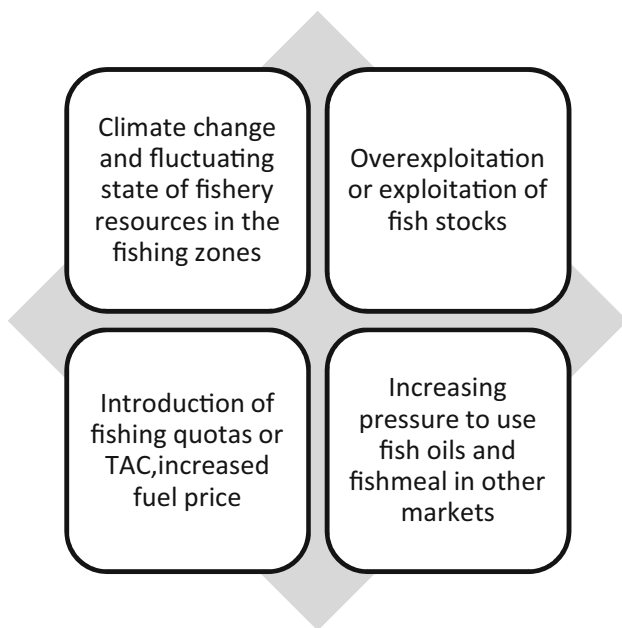 Climate change
and fluctuating
state of fishery
resources in the
fishing zones
Overexploitation
or exploitation of
fish stocks
Introduction of
fishing quotas or
TAC,increased
fuel price
Increasing
pressure to use
fish oils and
fishmeal in other
markets